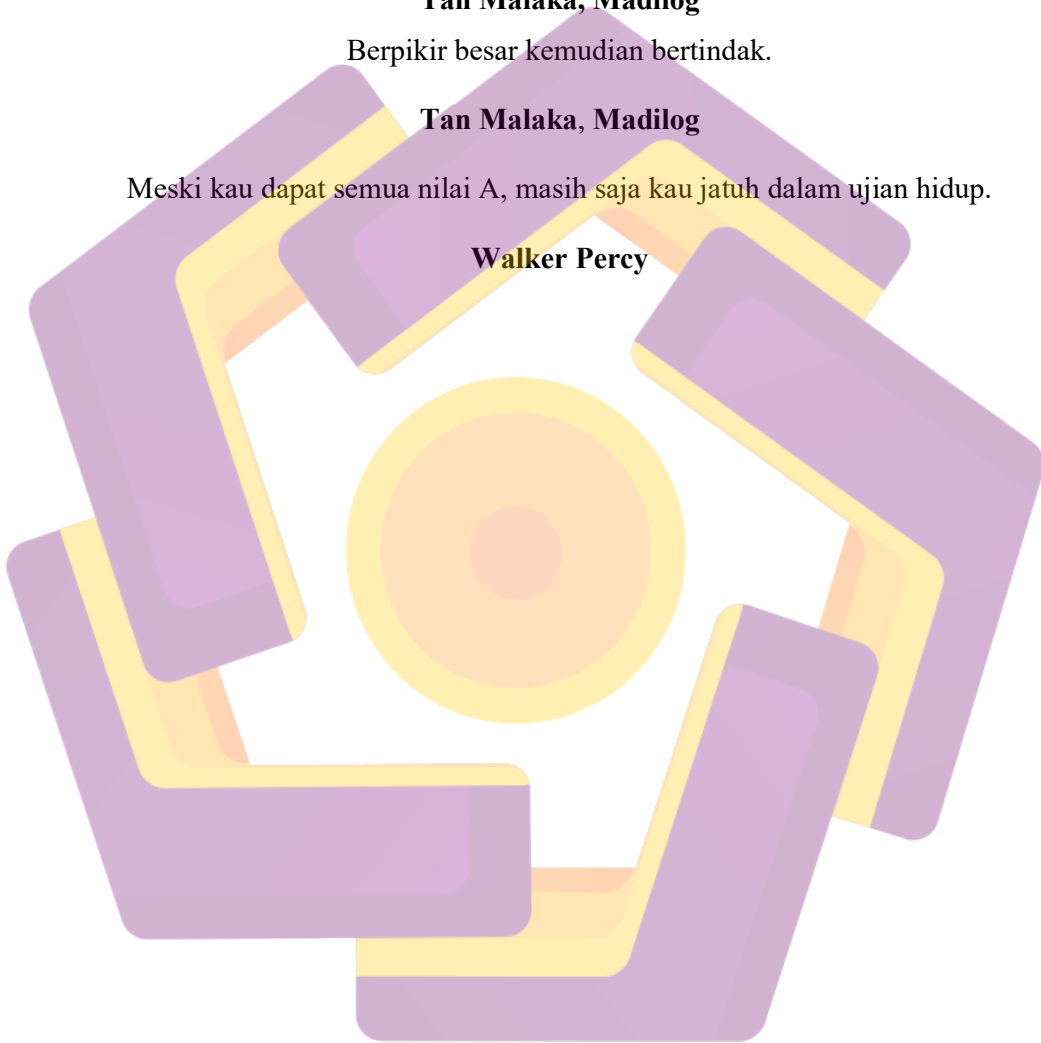 Tan Malaka, Madilog
Berpikir besar kemudian bertindak.
Tan Malaka, Madilog
Meski kau dapat semua nilai A, masih saja kau jatuh dalam ujian hidup.
Walker Percy